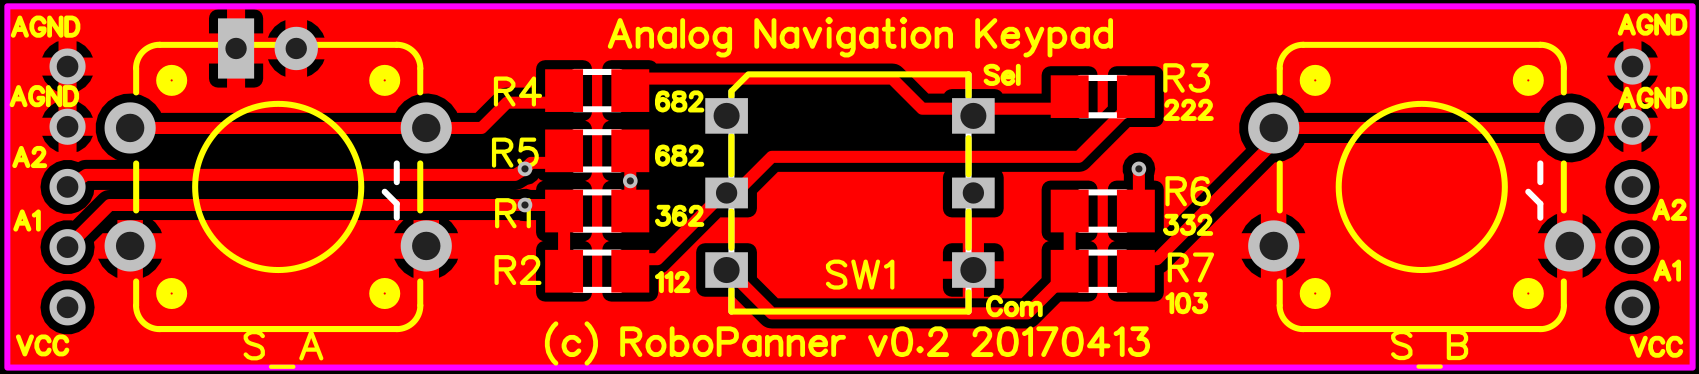 Analog Navigation Keypad
AGND
AGND
A2
A1
VCC
S_A
R4
682
R5
682
R1
362
R2
112
Sel
SW1
Com
R3
222
R6
332
R7
103
(c) RoboPanner v0.2 20170413
S_B
AGND
AGND
A2
A1
VCC